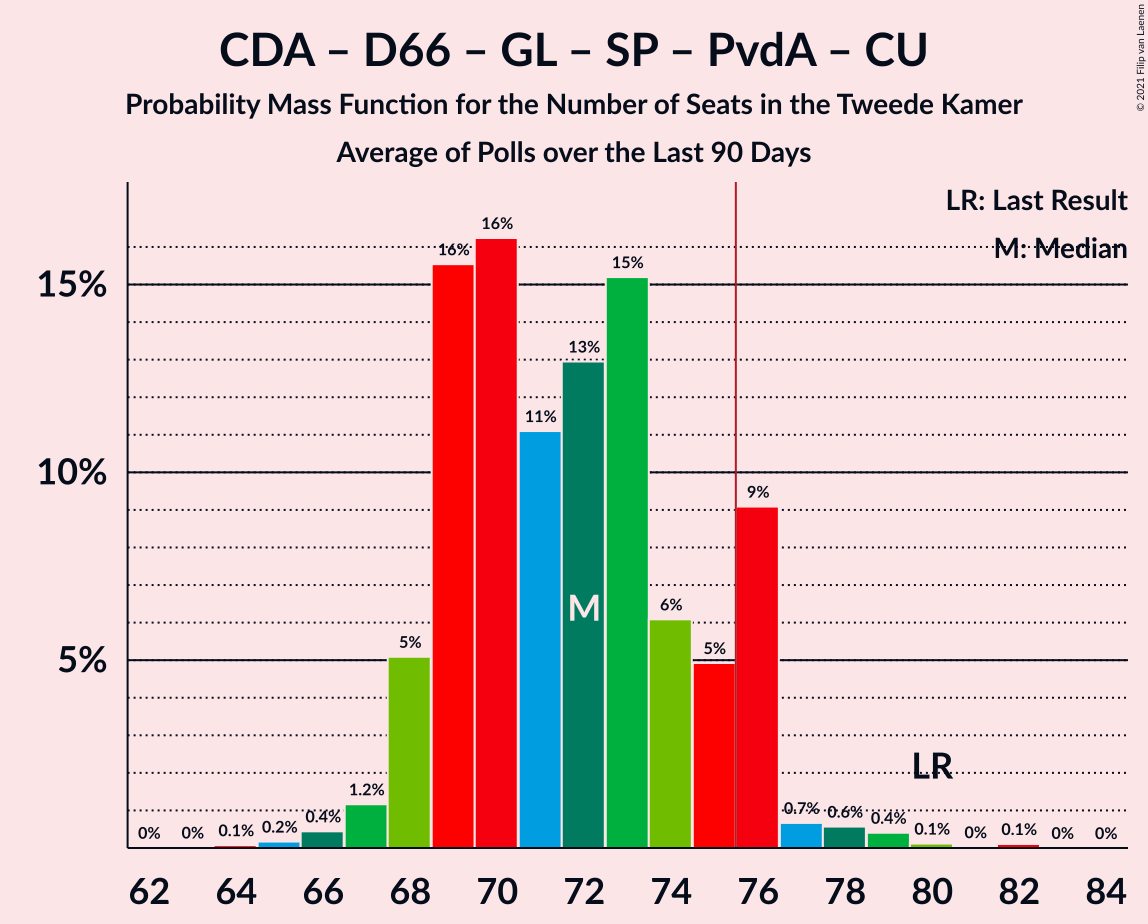 CDA – D66 – GL – SP – PvdA – CU
Probability Mass Function for the Number of Seats in the Tweede Kamer
Average of Polls over the Last 90 Days
© 2021 Filip van Laenen
LR: Last Result
M: Median
15%
10%
5%
0%
0%
0.1%
0.2%
0.4%
1.2%
5%
16%
16%
11%
13%
15%
6%
5%
9%
0.7%
0.6%
0.4%
0.1%
0%
0.1%
0%
0%
M
LR
62 64 66 68 70 72 74 76 78 80 82 84